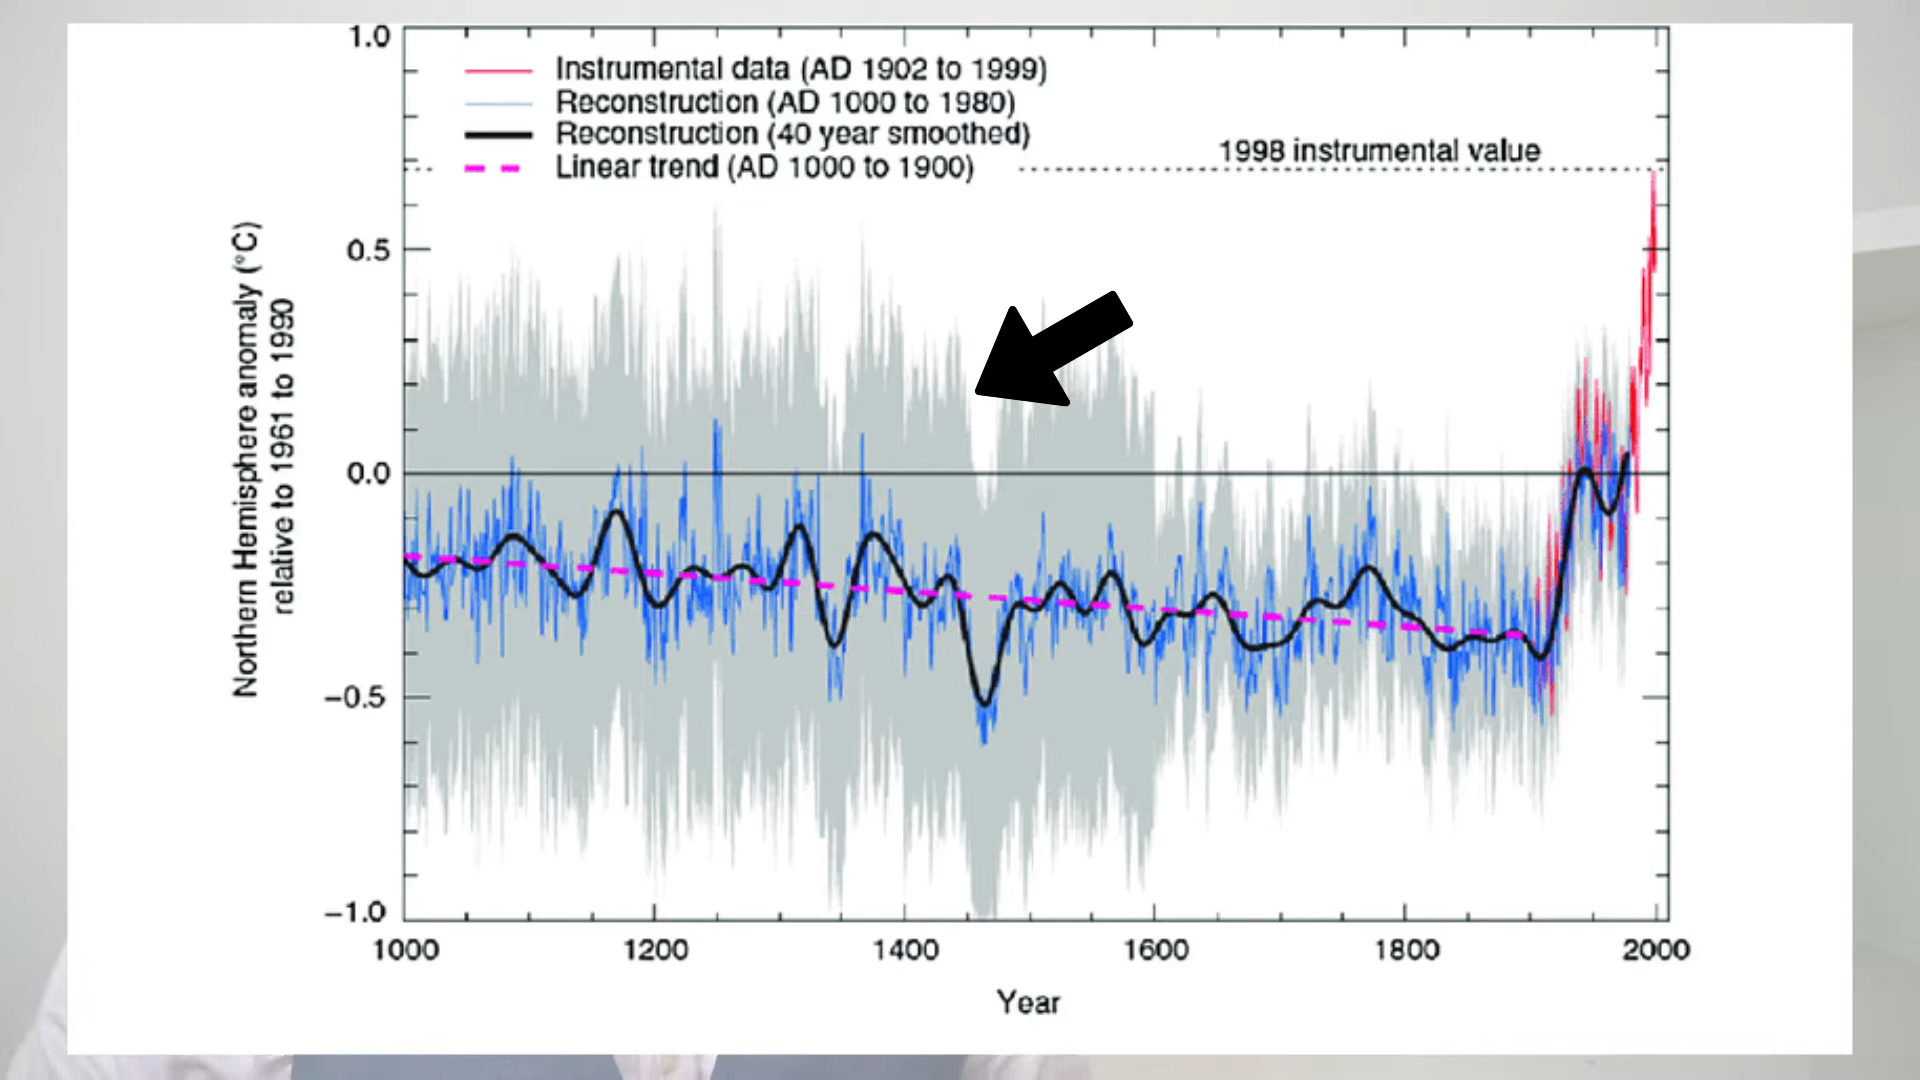 1.0
Instrumental data (AD 1902 to 1999)
Reconstruction (AD 1000 to 1980)
Reconstruction (40 year smoothed)
Linear trend (AD 1000 to 1900)
1998 instrumental value
0.5
0.0
−0.5
−1.0
Northern Hemisphere anomaly (°C)
relative to 1961 to 1990
1000 1200 1400 1600 1800 2000
Year